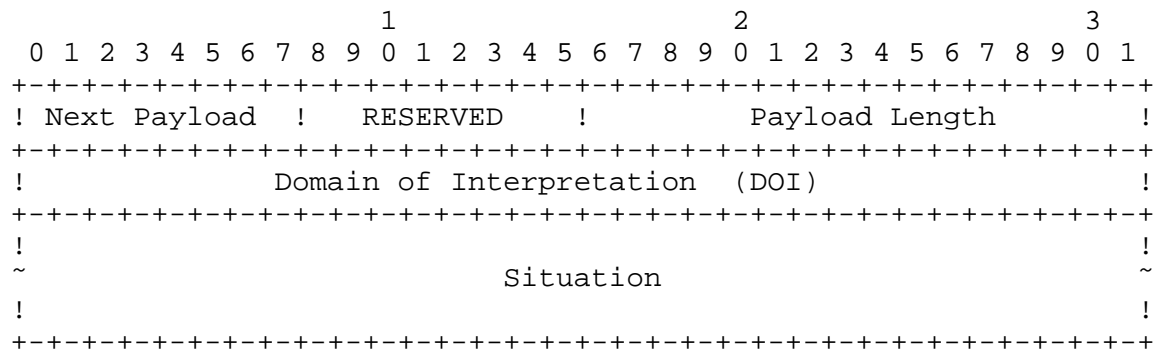 1                   2                   3
 0 1 2 3 4 5 6 7 8 9 0 1 2 3 4 5 6 7 8 9 0 1 2 3 4 5 6 7 8 9 0 1
+-+-+-+-+-+-+-+-+-+-+-+-+-+-+-+-+-+-+-+-+-+-+-+-+-+-+-+-+-+-+-+-+
! Next Payload  !   RESERVED    !         Payload Length        !
+-+-+-+-+-+-+-+-+-+-+-+-+-+-+-+-+-+-+-+-+-+-+-+-+-+-+-+-+-+-+-+-+
!              Domain of Interpretation  (DOI)                  !
+-+-+-+-+-+-+-+-+-+-+-+-+-+-+-+-+-+-+-+-+-+-+-+-+-+-+-+-+-+-+-+-+
!                                                               !
~                           Situation                           ~
!                                                               !
+-+-+-+-+-+-+-+-+-+-+-+-+-+-+-+-+-+-+-+-+-+-+-+-+-+-+-+-+-+-+-+-+